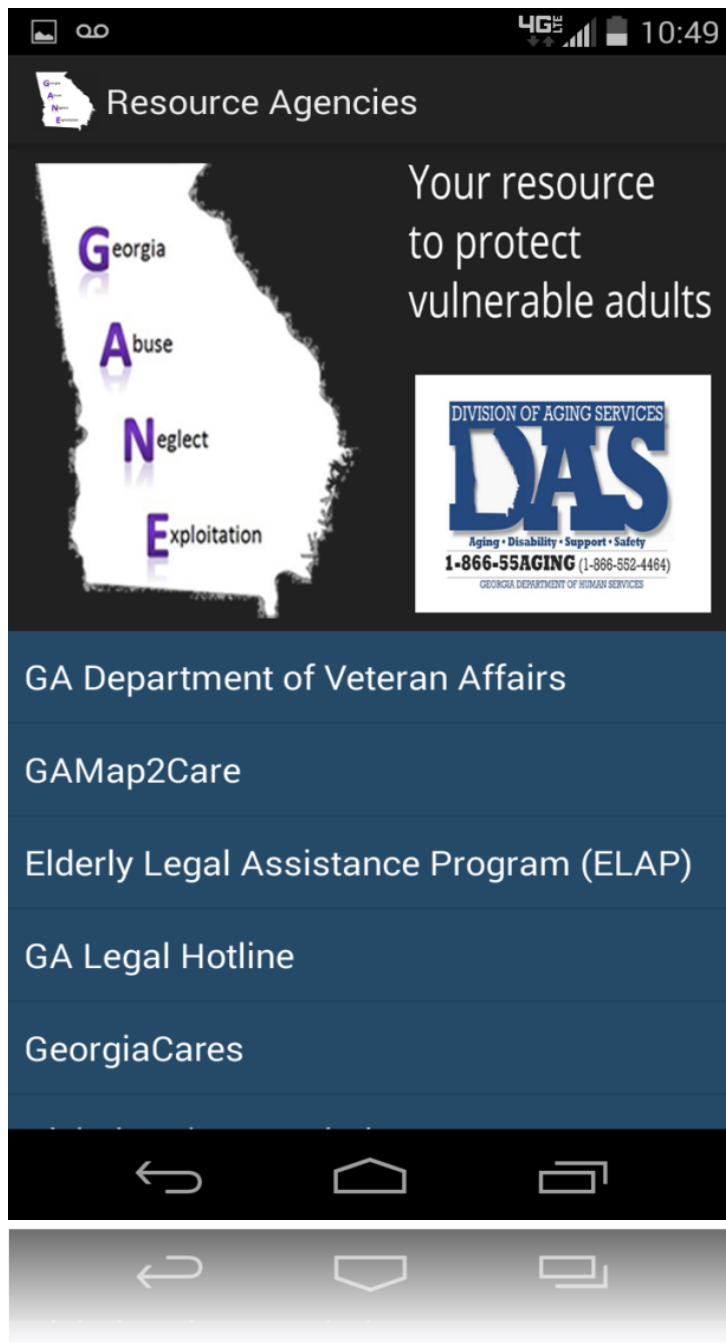 4G LTE 10:49
Resource Agencies
Georgia
Abuse
Neglect
Exploitation
Your resource
to protect
vulnerable adults
DIVISION OF AGING SERVICES
DAS
Aging • Disability • Support • Safety
1-866-55AGING (1-866-552-4464)
GEORGIA DEPARTMENT OF HUMAN SERVICES
GA Department of Veteran Affairs
GAMap2Care
Elderly Legal Assistance Program (ELAP)
GA Legal Hotline
GeorgiaCares